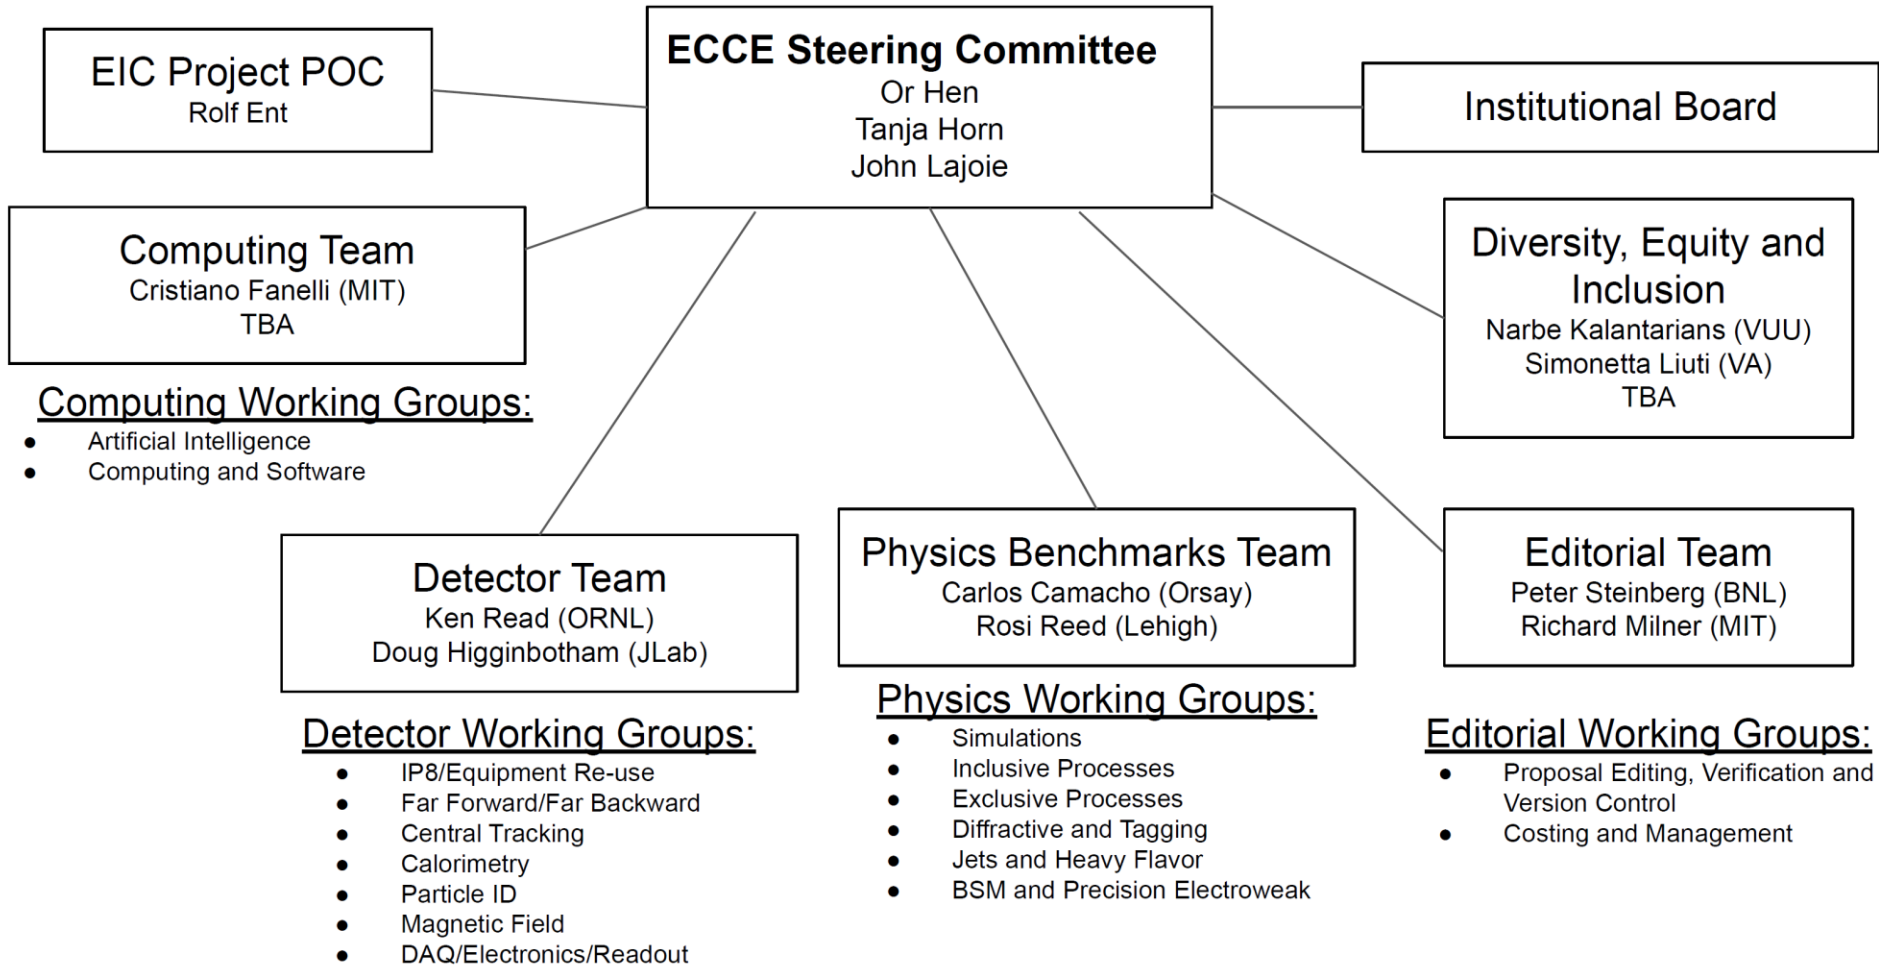 EIC Project POC
Rolf Ent
ECCE Steering Committee
Or Hen
Tanja Horn
John Lajoie
Institutional Board
Computing Team
Cristiano Fanelli (MIT)
TBA
Diversity, Equity and
Inclusion
Narbe Kalantarians (VUU)
Simonetta Liuti (VA)
TBA
Computing Working Groups:
● Artificial Intelligence
● Computing and Software
Detector Team
Ken Read (ORNL)
Doug Higginbotham (JLab)
Physics Benchmarks Team
Carlos Camacho (Orsay)
Rosi Reed (Lehigh)
Editorial Team
Peter Steinberg (BNL)
Richard Milner (MIT)
Detector Working Groups:
● IP8/Equipment Re-use
● Far Forward/Far Backward
● Central Tracking
● Calorimetry
● Particle ID
● Magnetic Field
● DAQ/Electronics/Readout
Physics Working Groups:
● Simulations
● Inclusive Processes
● Exclusive Processes
● Diffractive and Tagging
● Jets and Heavy Flavor
● BSM and Precision Electroweak
Editorial Working Groups:
● Proposal Editing, Verification and
Version Control
● Costing and Management